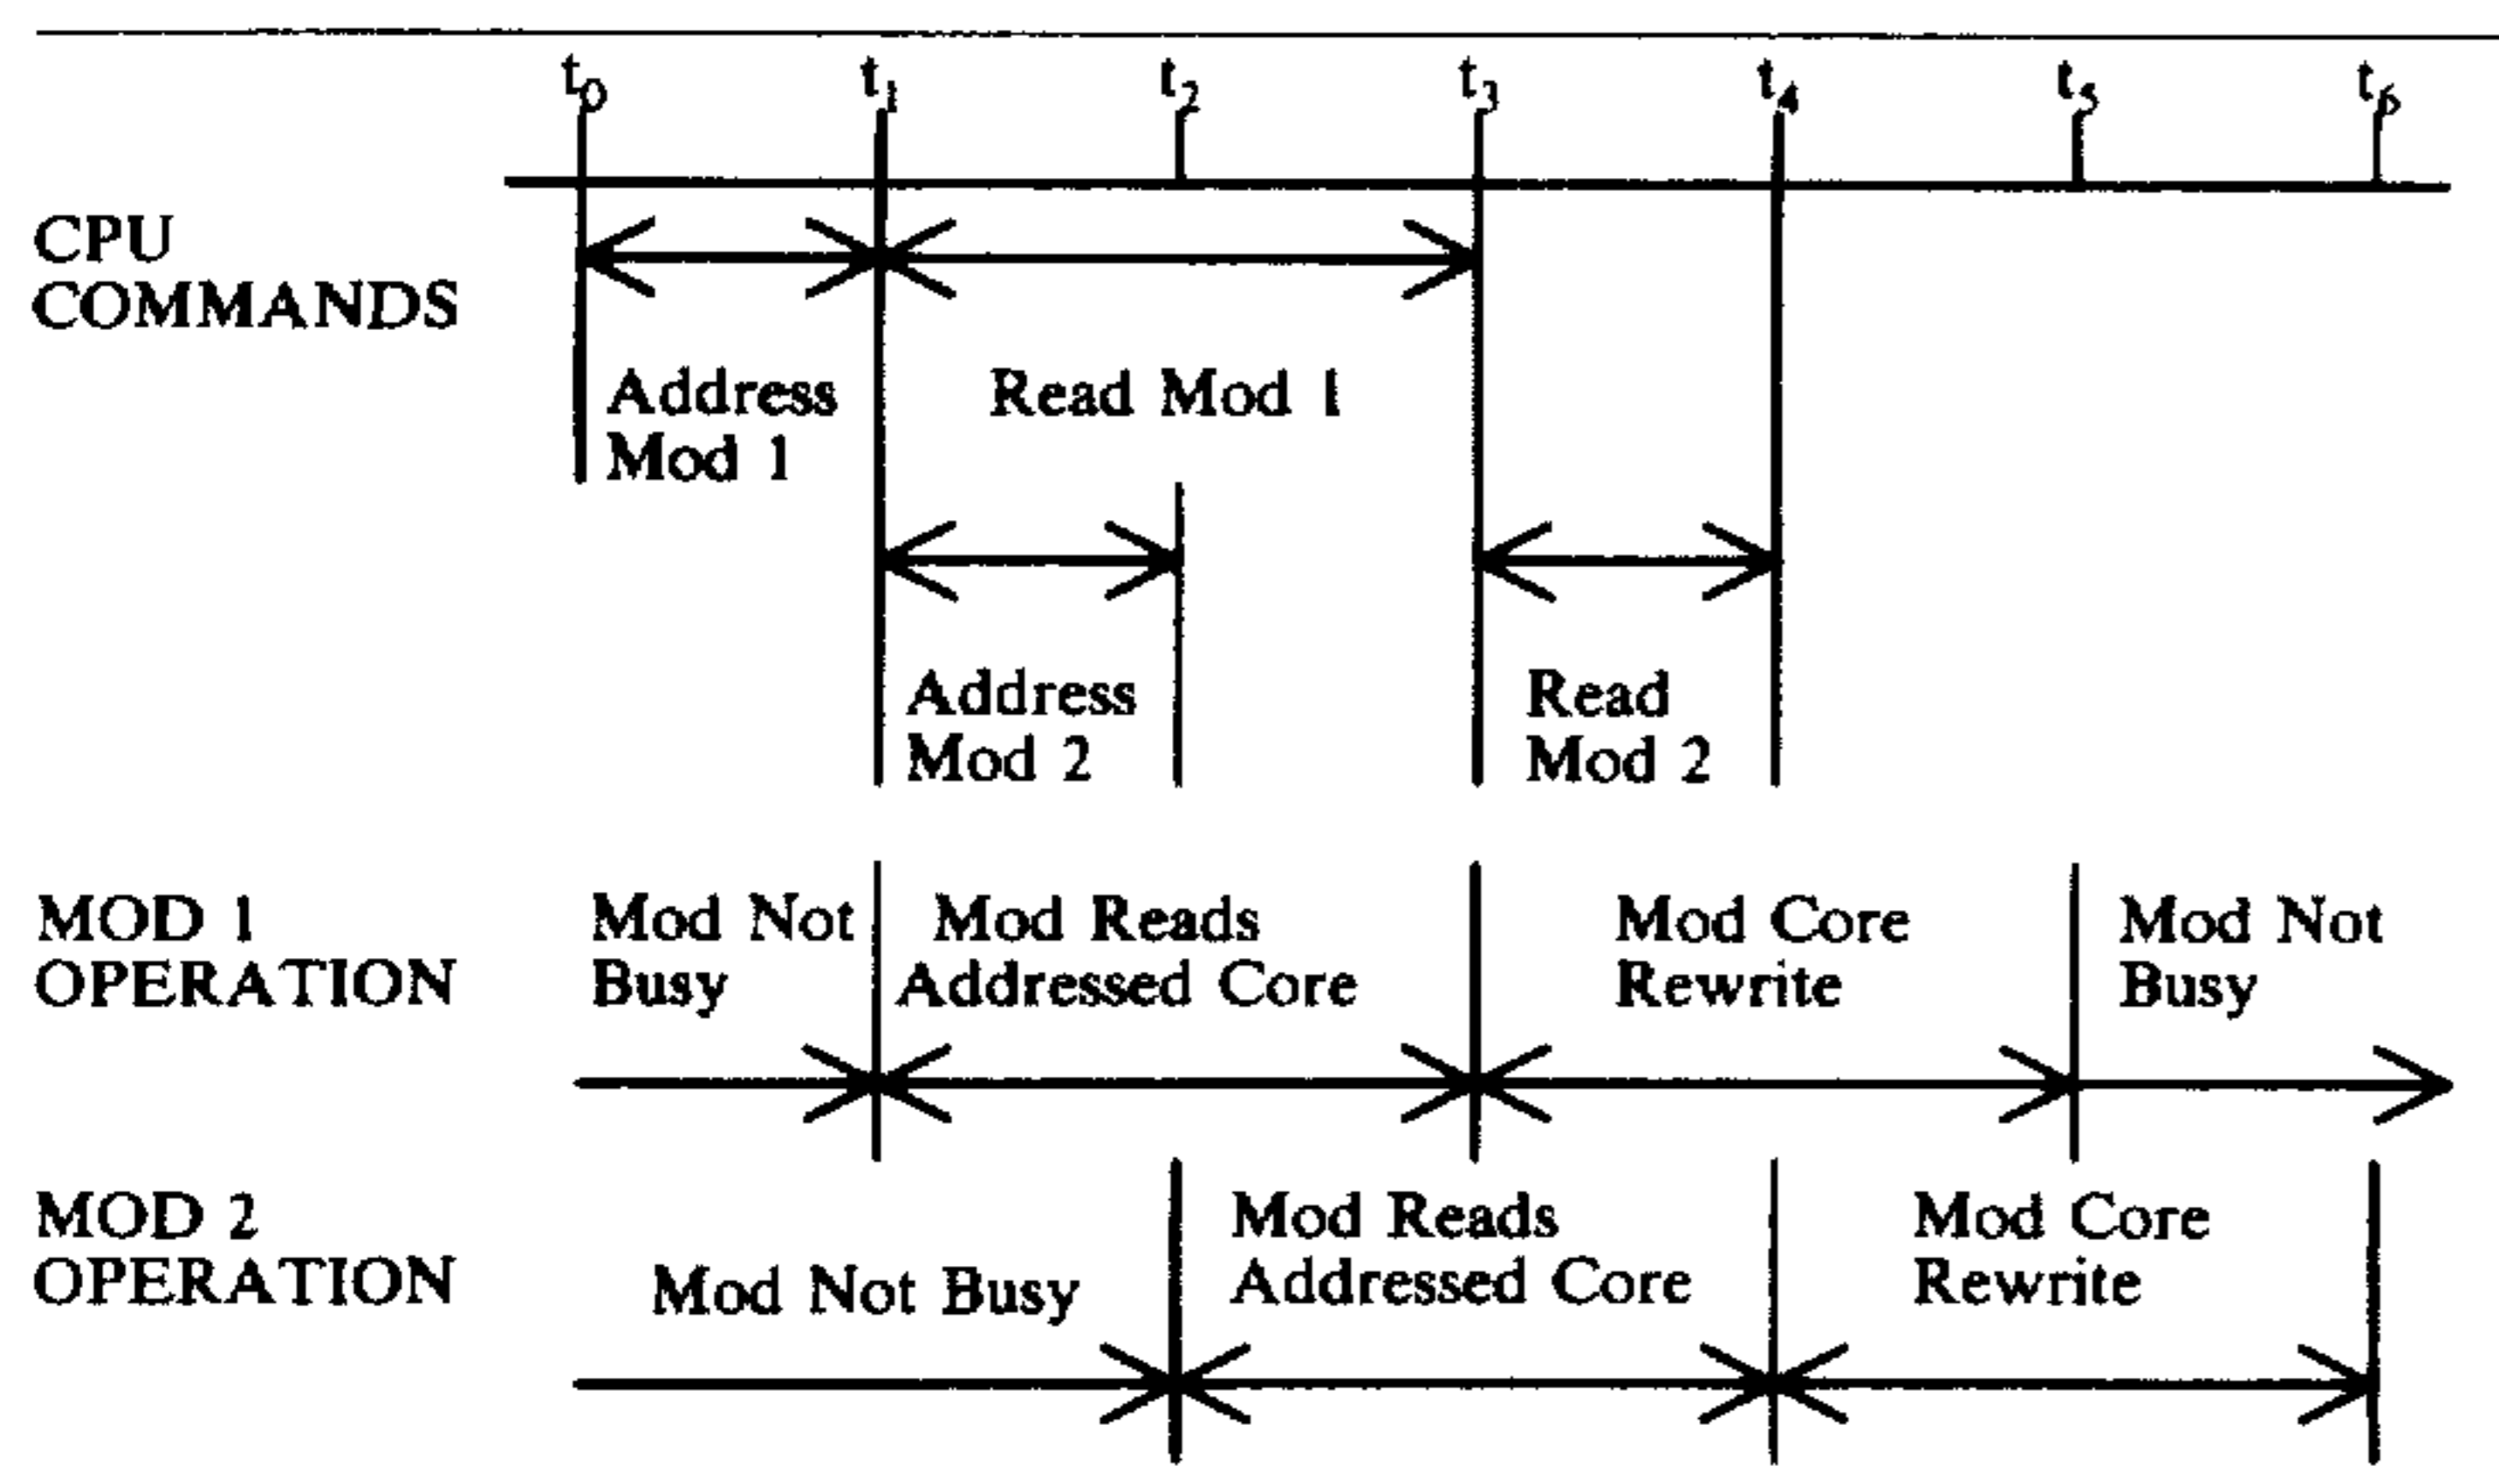 t0 t1 t2 t3 t4 t5 t6
CPU
COMMANDS
Address
Mod 1
Read Mod 1
Address
Mod 2
Read
Mod 2
MOD 1
OPERATION
Mod Not
Busy
Mod Reads
Addressed Core
Mod Core
Rewrite
Mod Not
Busy
MOD 2
OPERATION
Mod Not Busy
Mod Reads
Addressed Core
Mod Core
Rewrite